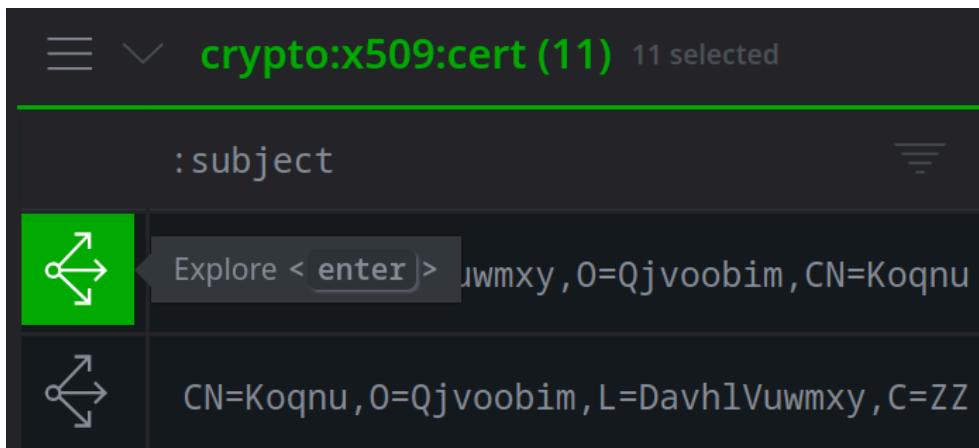 crypto:x509:cert (11) 11 selected
:subject
Explore < enter > uwmxy,O=Qjvoobim,CN=Koqnu
CN=Koqnu,O=Qjvoobim,L=DavhlVuwmxy,C=ZZ